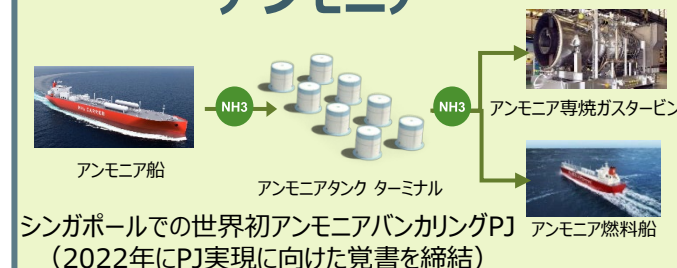 アンモニア
NH3
NH3
アンモニア専焼ガスタービン
アンモニア船
アンモニアタンク ターミナル
アンモニア燃料船
シンガポールでの世界初アンモニアバンカリングPJ
（2022年にPJ実現に向けた覚書を締結）